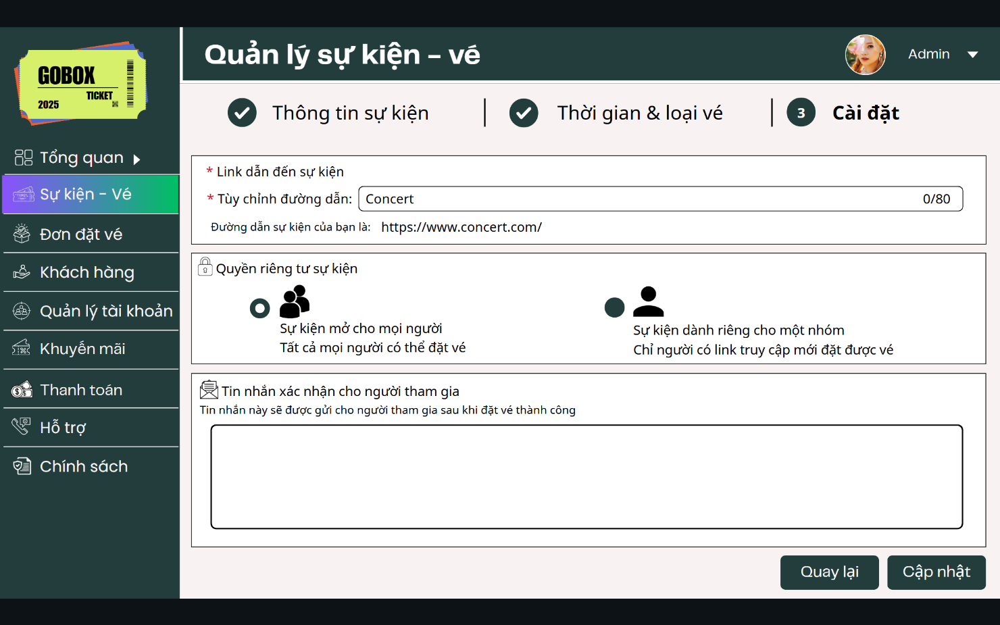 GOBOX
TICKET
2025
Tổng quan
Sự kiện - Vé
Đơn đặt vé
Khách hàng
Quản lý tài khoản
Khuyến mãi
Thanh toán
Hỗ trợ
Chính sách
Quản lý sự kiện – vé
Admin
Thông tin sự kiện
Thời gian & loại vé
3 Cài đặt
* Link dẫn đến sự kiện
* Tùy chỉnh đường dẫn: Concert 0/80
Đường dẫn sự kiện của bạn là: https://www.concert.com/
Quyền riêng tư sự kiện
Sự kiện mở cho mọi người
Tất cả mọi người có thể đặt vé
Sự kiện dành riêng cho một nhóm
Chỉ người có link truy cập mới đặt được vé
Tin nhắn xác nhận cho người tham gia
Tin nhắn này sẽ được gửi cho người tham gia sau khi đặt vé thành công
Quay lại
Cập nhật